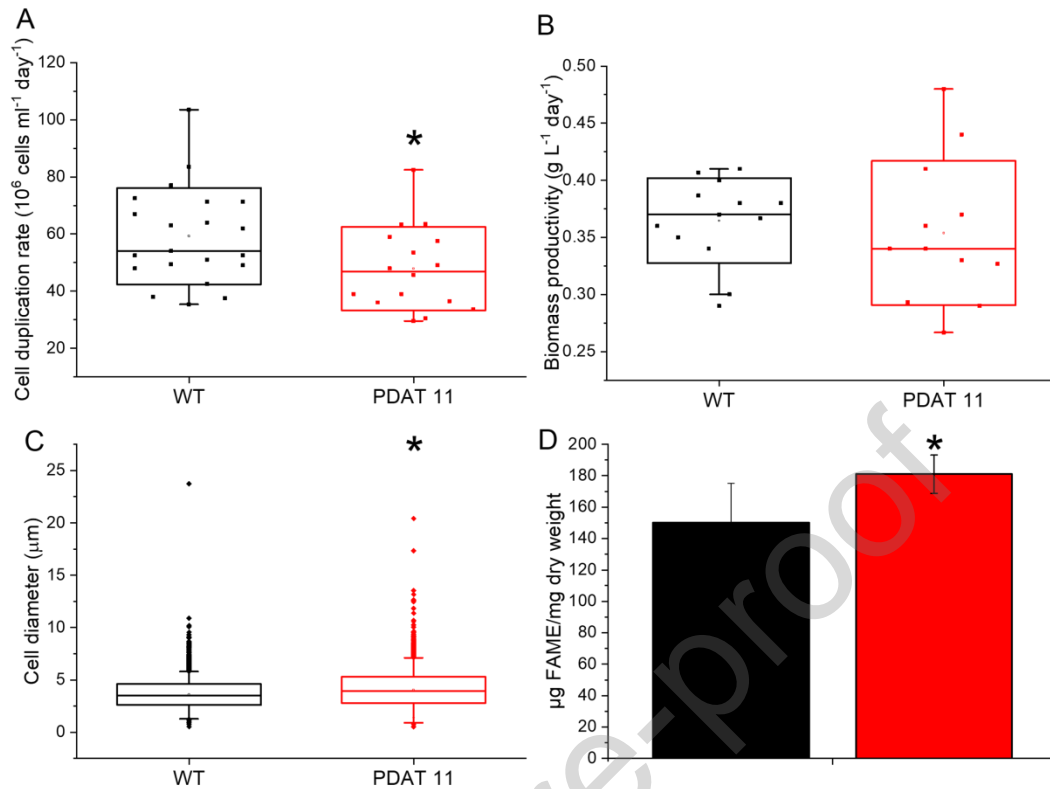 A
Cell duplication rate (10⁶ cells ml⁻¹ day⁻¹)
120
100
80
60
40
20
*
WT
PDAT 11
B
Biomass productivity (g L⁻¹ day⁻¹)
0.50
0.45
0.40
0.35
0.30
0.25
WT
PDAT 11
C
Cell diameter (μm)
25
20
15
10
5
0
*
WT
PDAT 11
D
µg FAME/mg dry weight
200
180
160
140
120
100
80
60
40
20
0
*
re-proof